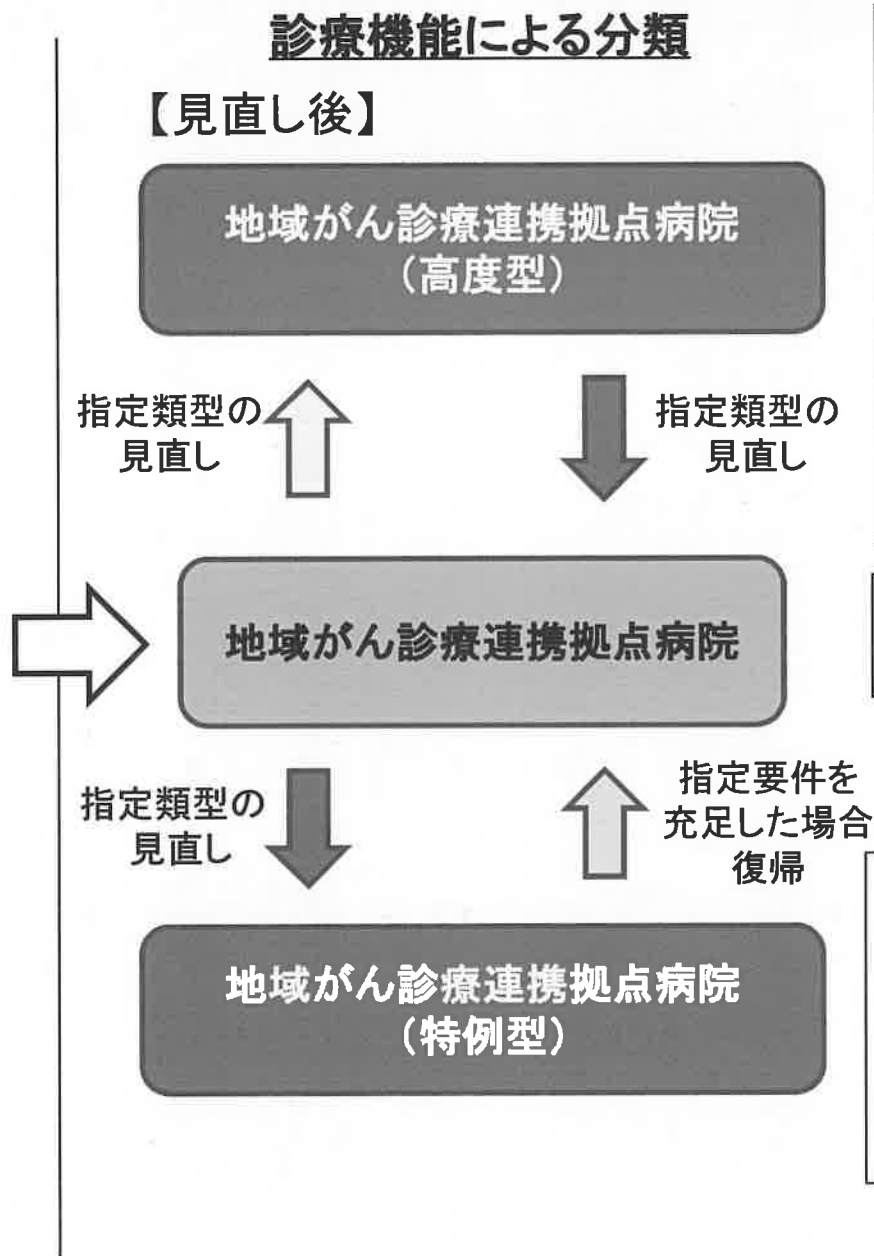 診療機能による分類
【見直し後】
地域がん診療連携拠点病院
（高度型）
指定類型の
見直し
指定類型の
見直し
地域がん診療連携拠点病院
指定類型の
見直し
指定要件を
充足した場合
復帰
地域がん診療連携拠点病院
（特例型）